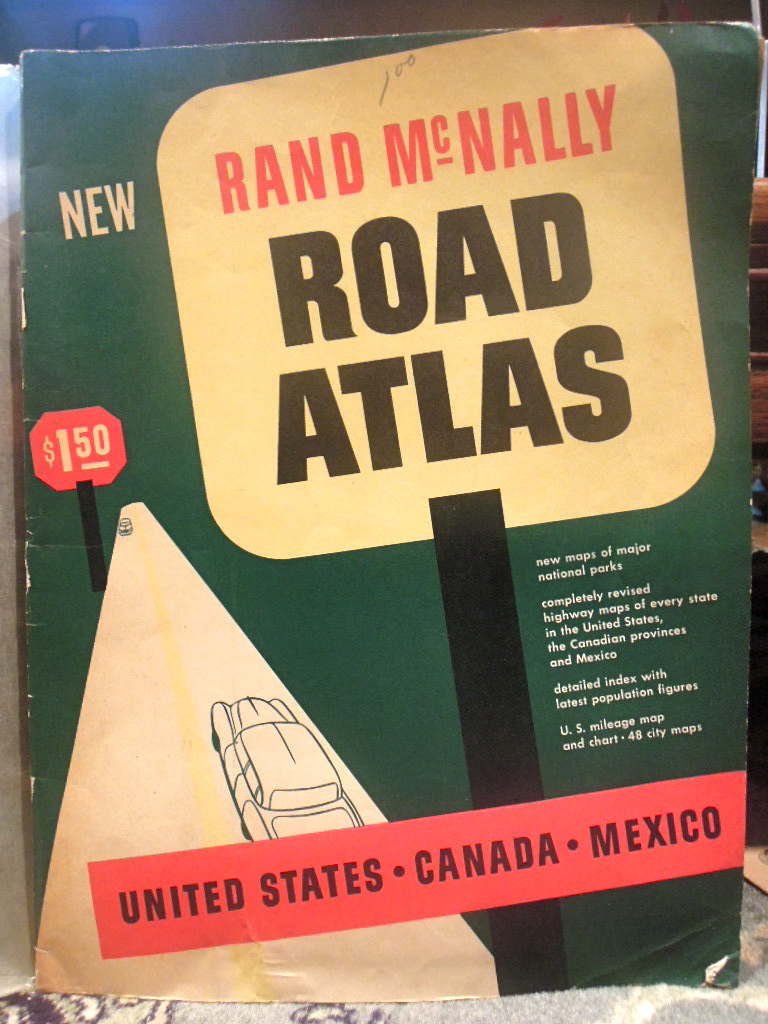 1 00
RAND McNALLY
NEW
ROAD
ATLAS
$1.50
new maps of major
national parks
completely revised
highway maps of every state
in the United States,
the Canadian provinces
and Mexico
detailed index with
latest population figures
U. S. mileage map
and chart · 48 city maps
UNITED STATES · CANADA · MEXICO